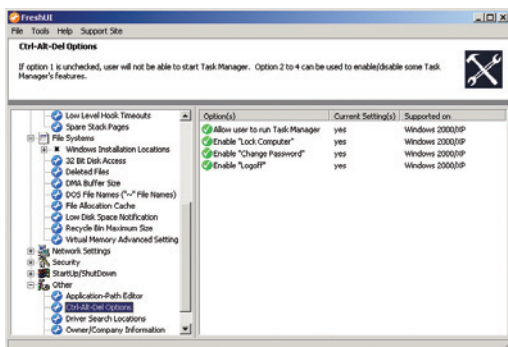 FreshUI
File Tools Help Support Site
Ctrl-Alt-Del Options
If option 1 is unchecked, user will not be able to start Task Manager. Option 2 to 4 can be used to enable/disable some Task
Manager's features.
Low Level Hook Timeouts
Spare Stack Pages
File Systems
Windows Installation Locations
32 Bit Disk Access
Deleted Files
DMA Buffer Size
DOS File Names ("~" File Names)
File Allocation Cache
Low Disk Space Notification
Recycle Bin Maximum Size
Virtual Memory Advanced Setting
Network Settings
Security
StartUp/ShutDown
Other
Application-Path Editor
Ctrl-Alt-Del Options
Driver Search Locations
Owner/Company Information
Option(s) Current Setting(s) Supported on
Allow user to run Task Manager yes Windows 2000/XP
Enable "Lock Computer" yes Windows 2000/XP
Enable "Change Password" yes Windows 2000/XP
Enable "Logoff" yes Windows 2000/XP